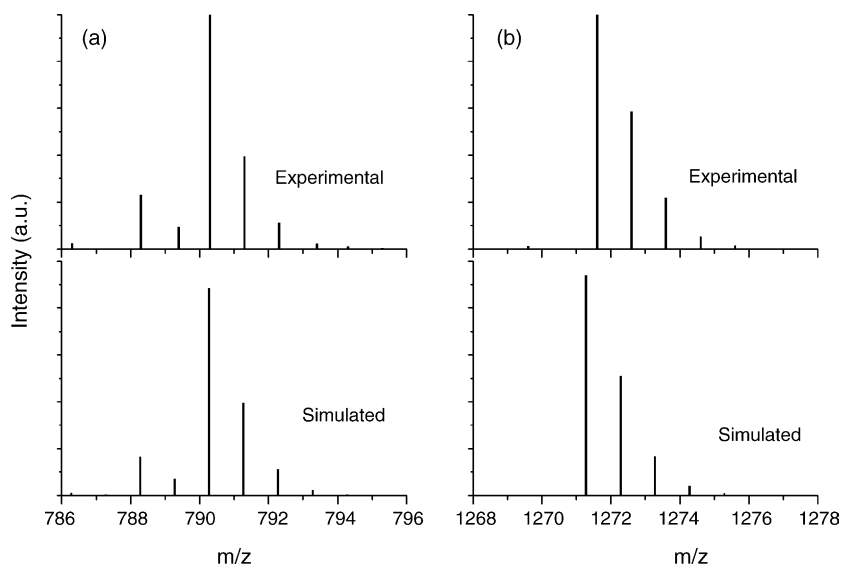 (a)
(b)
Experimental
Experimental
Intensity (a.u.)
Simulated
Simulated
786 788 790 792 794 796
1268 1270 1272 1274 1276 1278
m/z
m/z